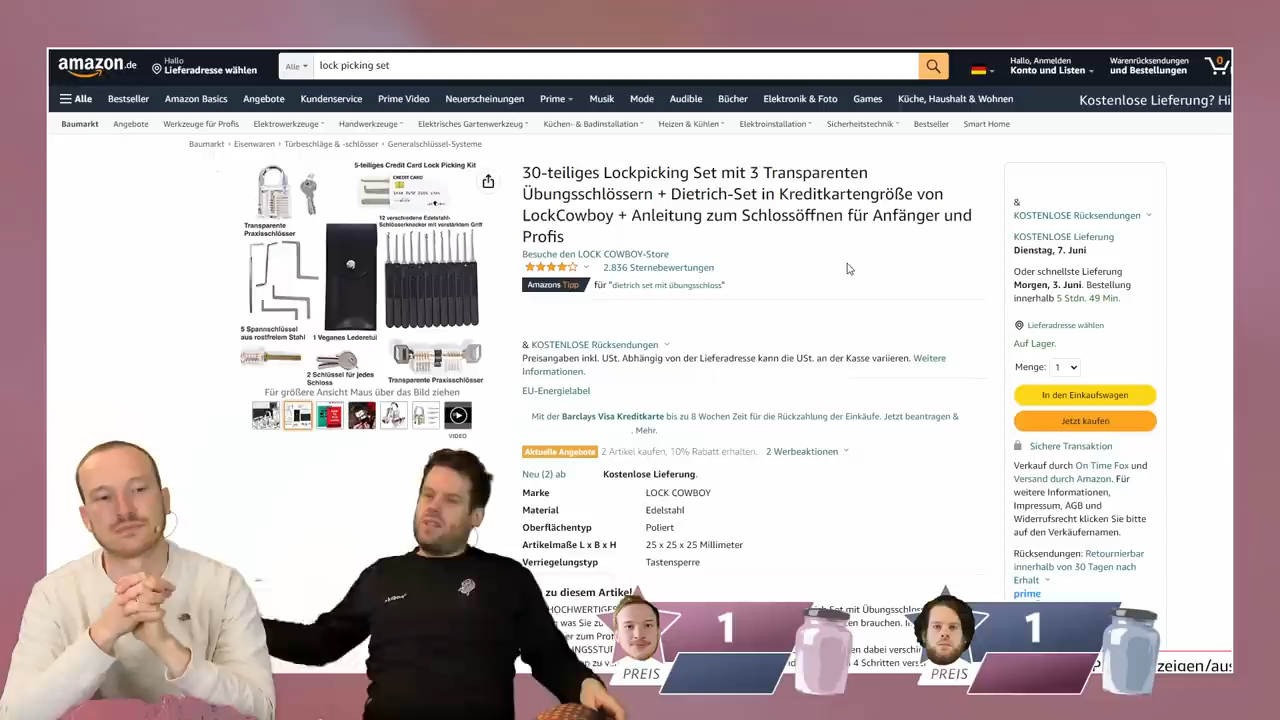 amazon.de
Hallo
Lieferadresse wählen
Alle
lock picking set
Hallo, Anmelden
Konto und Listen
Warenrücksendungen
und Bestellungen
0
Alle
Bestseller
Amazon Basics
Angebote
Kundenservice
Prime Video
Neuerscheinungen
Prime
Musik
Mode
Audible
Bücher
Elektronik & Foto
Games
Küche, Haushalt & Wohnen
Kostenlose Lieferung? Hi
Baumarkt
Angebote
Werkzeuge für Profis
Elektrowerkzeuge
Handwerkzeuge
Elektrisches Gartenwerkzeug
Küchen- & Badinstallation
Heizen & Kühlen
Elektroinstallation
Sicherheitstechnik
Bestseller
Smart Home
Baumarkt › Eisenwaren › Türbeschläge & -schlösser › Generalschlüssel-Systeme
5-teiliges Credit Card Lock Picking Kit
CREDIT CARD
Transparente
Praxisschlösser
12 verschiedene Edelstahl-
Schlösserknacker mit verstärktem Griff
5 Spannschlüssel
aus rostfreiem Stahl
1 Veganes Lederetui
2 Schlüssel für jedes
Schloss
Transparente Praxisschlösser
Für größere Ansicht Maus über das Bild ziehen
VIDEO
30-teiliges Lockpicking Set mit 3 Transparenten
Übungsschlössern + Dietrich-Set in Kreditkartengröße von
LockCowboy + Anleitung zum Schlossöffnen für Anfänger und
Profis
Besuche den LOCK COWBOY-Store
2.836 Sternebewertungen
Amazons Tipp für "dietrich set mit übungsschloss"
& KOSTENLOSE Rücksendungen
Preisangaben inkl. USt. Abhängig von der Lieferadresse kann die USt. an der Kasse variieren. Weitere
Informationen.
EU-Energielabel
Mit der Barclays Visa Kreditkarte bis zu 8 Wochen Zeit für die Rückzahlung der Einkäufe. Jetzt beantragen &
. Mehr.
Aktuelle Angebote 2 Artikel kaufen, 10% Rabatt erhalten. 2 Werbeaktionen
Neu (2) ab Kostenlose Lieferung.
Marke LOCK COWBOY
Material Edelstahl
Oberflächentyp Poliert
Artikelmaße L x B x H 25 x 25 x 25 Millimeter
Verriegelungstyp Tastensperre
zu diesem Artikel
&
KOSTENLOSE Rücksendungen
KOSTENLOSE Lieferung
Dienstag, 7. Juni
Oder schnellste Lieferung
Morgen, 3. Juni. Bestellung
innerhalb 5 Stdn. 49 Min.
Lieferadresse wählen
Auf Lager.
Menge: 1
In den Einkaufswagen
Jetzt kaufen
Sichere Transaktion
Verkauf durch On Time Fox und
Versand durch Amazon. Für
weitere Informationen,
Impressum, AGB und
Widerrufsrecht klicken Sie bitte
auf den Verkäufernamen.
Rücksendungen: Retournierbar
innerhalb von 30 Tagen nach
Erhalt
prime
PREIS
1
PREIS
1